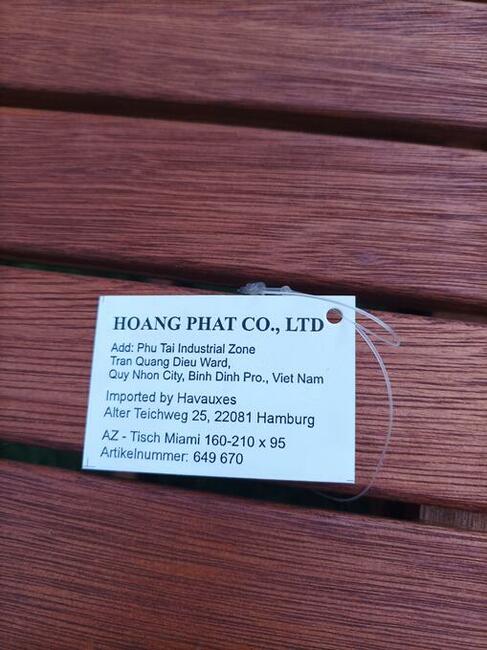 HOANG PHAT CO., LTD
Add: Phu Tai Industrial Zone
Tran Quang Dieu Ward,
Quy Nhon City, Binh Dinh Pro., Viet Nam
Imported by Havauxes
Alter Teichweg 25, 22081 Hamburg
AZ - Tisch Miami 160-210 x 95
Artikelnummer: 649 670